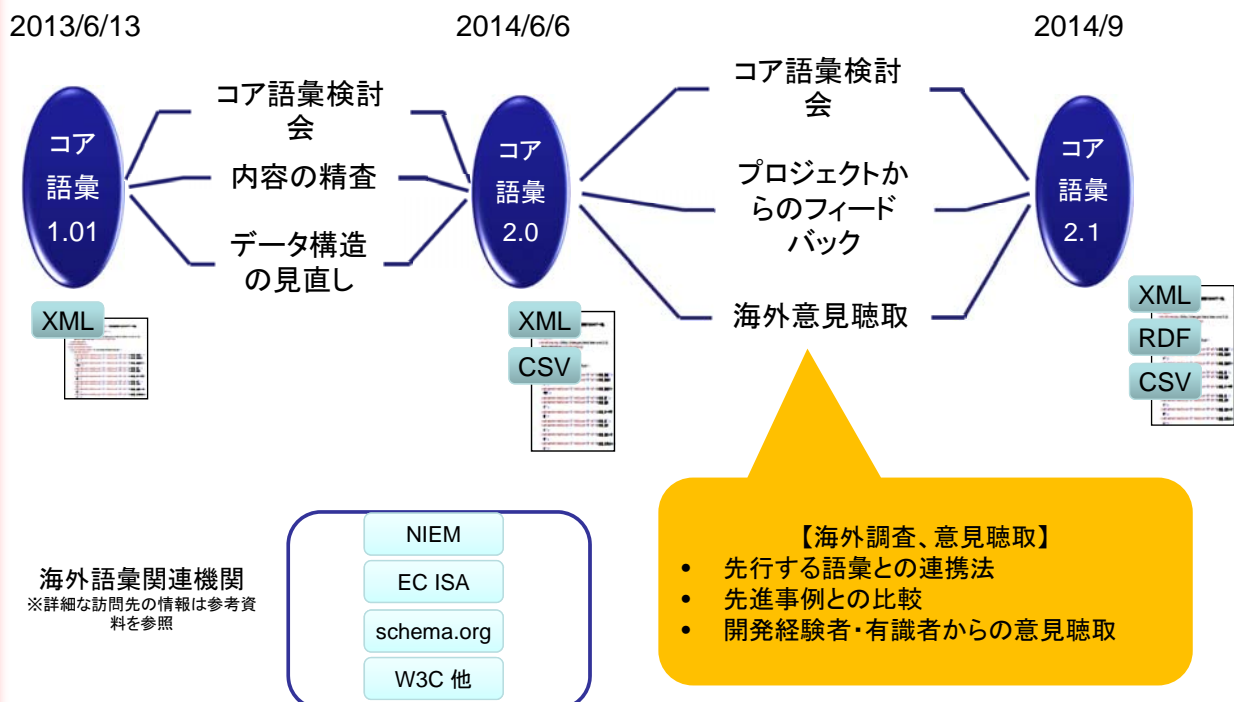 2013/6/13
2014/6/6
2014/9
コア
語彙
1.01
コア語彙検討
会
内容の精査
データ構造
の見直し
コア
語彙
2.0
コア語彙検討
会
プロジェクトか
らのフィード
バック
海外意見聴取
コア
語彙
2.1
XML
XML
CSV
XML
RDF
CSV
海外語彙関連機関
※詳細な訪問先の情報は参考資
料を参照
NIEM
EC ISA
schema.org
W3C 他
【海外調査、意見聴取】
• 先行する語彙との連携法
• 先進事例との比較
• 開発経験者・有識者からの意見聴取